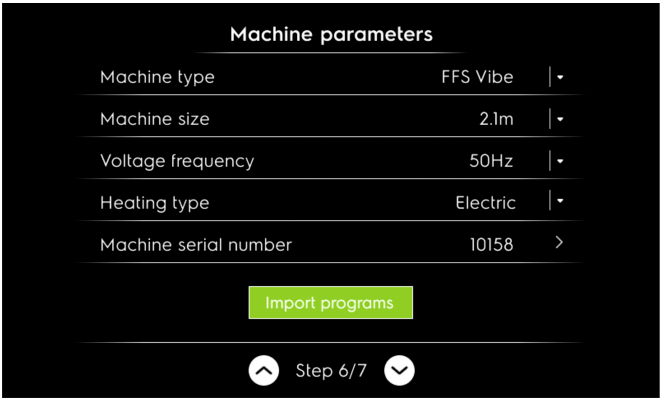 Machine parameters
Machine type FFS Vibe
Machine size 2.1m
Voltage frequency 50Hz
Heating type Electric
Machine serial number 10158
Import programs
Step 6/7